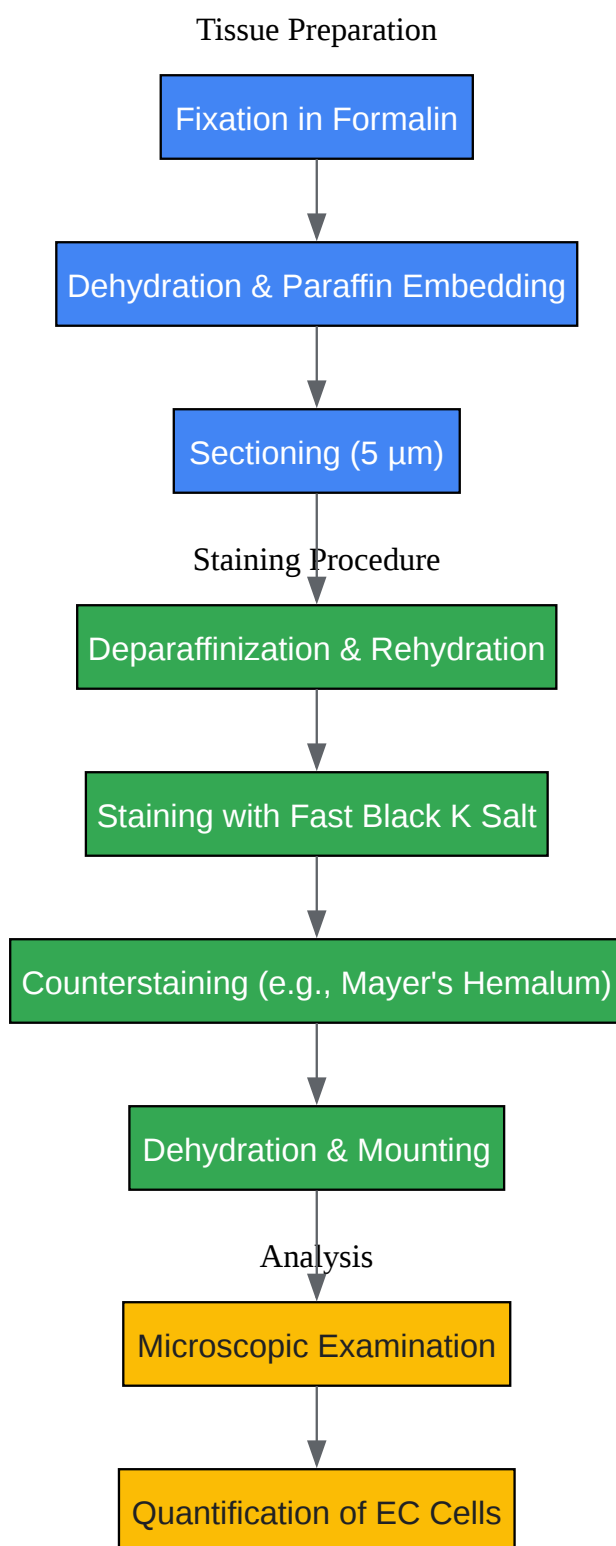 Tissue Preparation
Fixation in Formalin
Dehydration & Paraffin Embedding
Sectioning (5 µm)
Staining Procedure
Deparaffinization & Rehydration
Staining with Fast Black K Salt
Counterstaining (e.g., Mayer's Hemalum)
Dehydration & Mounting
Analysis
Microscopic Examination
Quantification of EC Cells